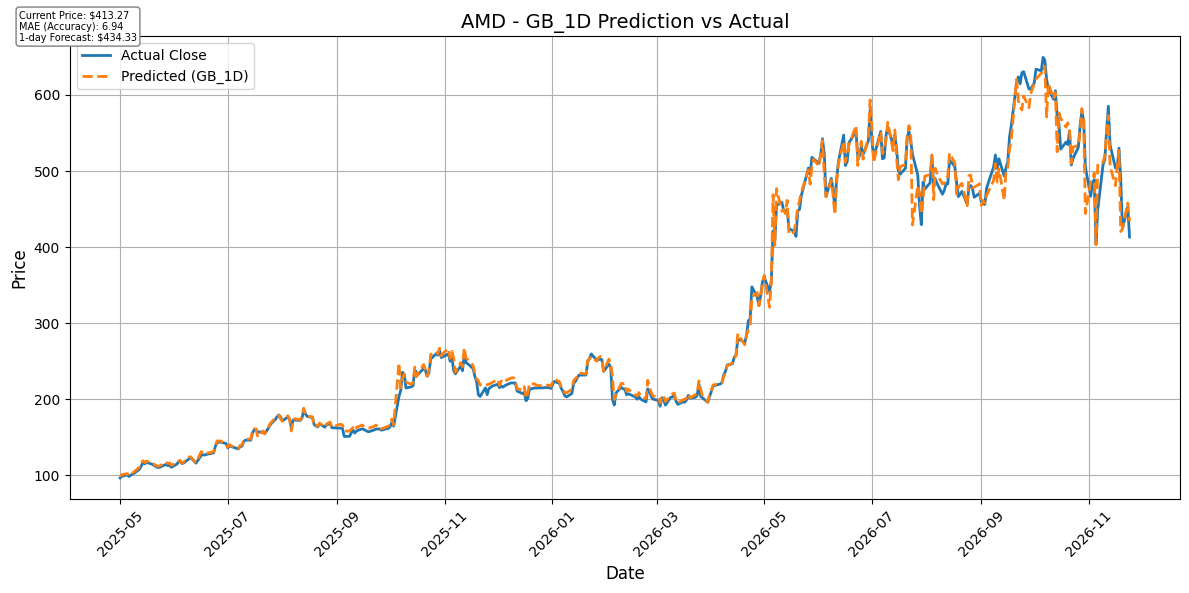 AMD - GB_1D Prediction vs Actual
Current Price: $413.27
MAE (Accuracy): 6.94
1-day Forecast: $434.33
Actual Close
Predicted (GB_1D)
Price
600
500
400
300
200
100
2025-05
2025-07
2025-09
2025-11
2026-01
2026-03
2026-05
2026-07
2026-09
2026-11
Date